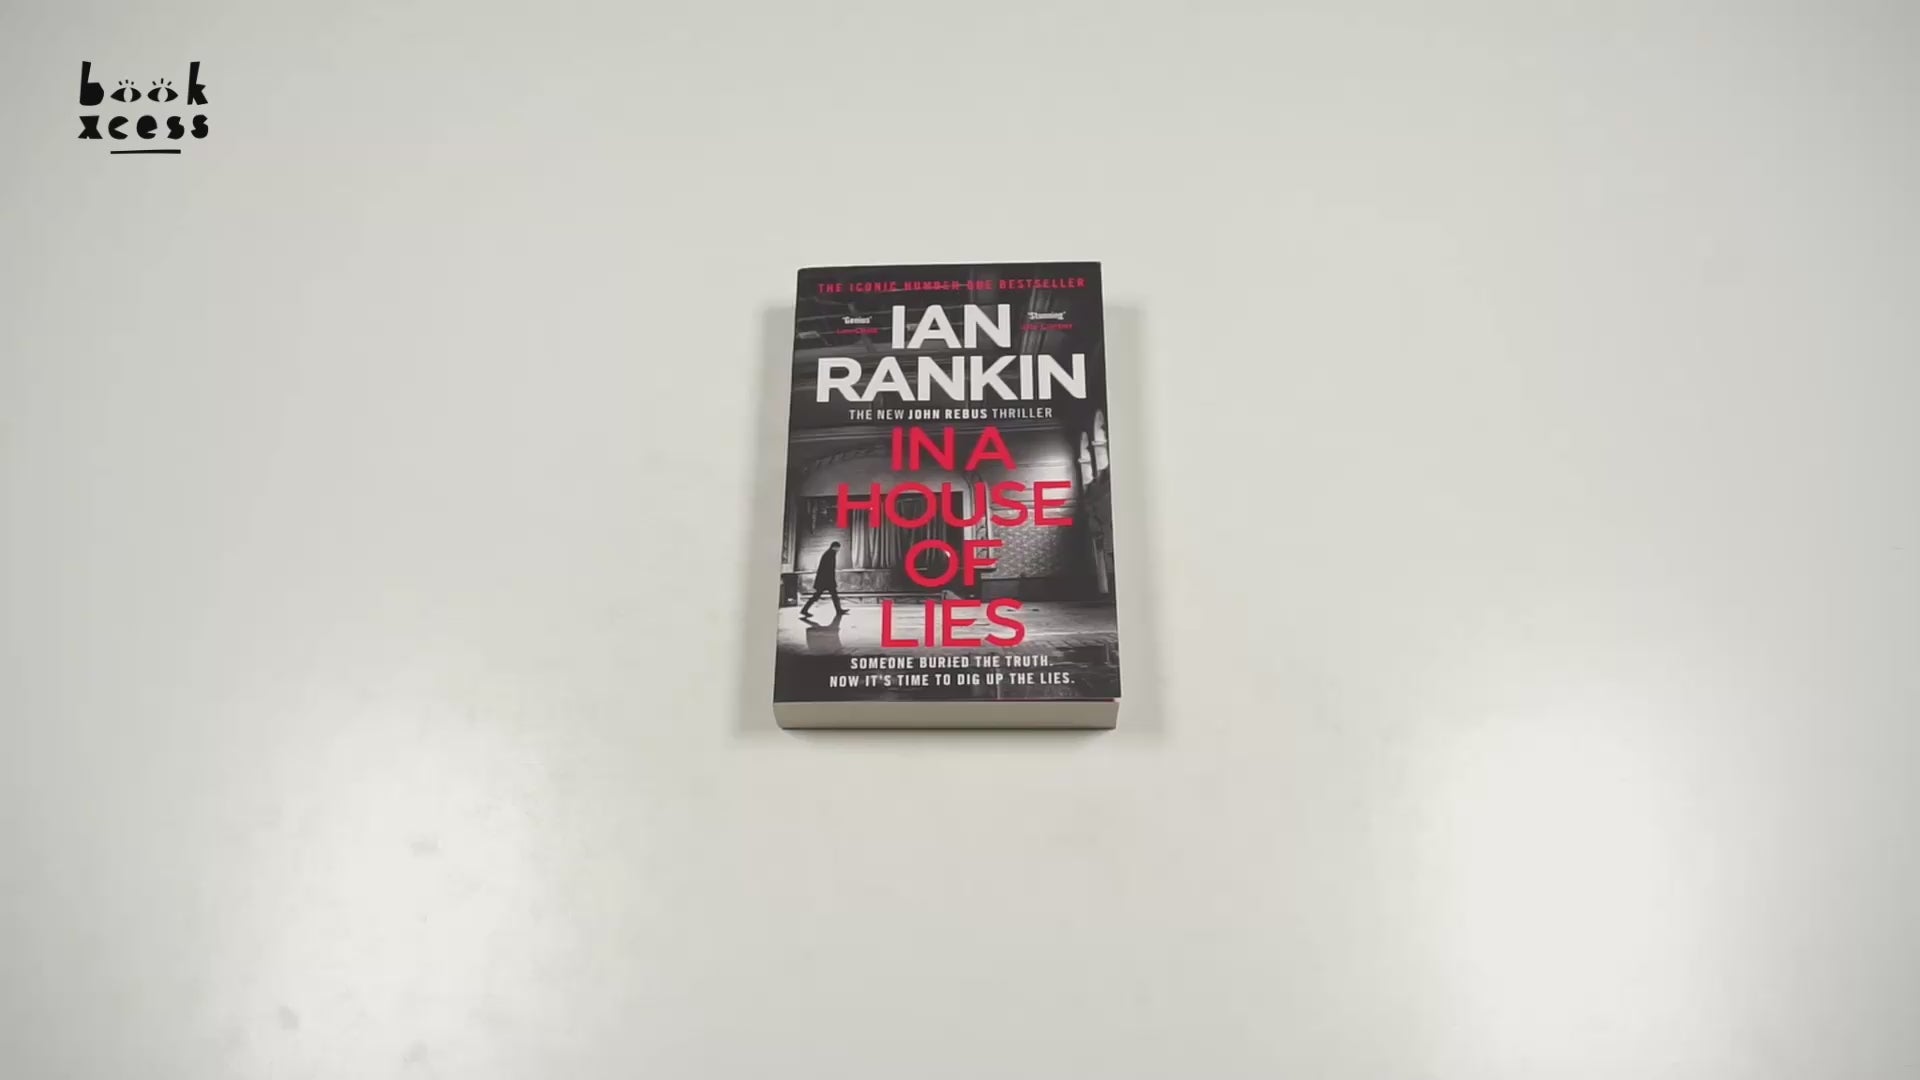 book
xcess
THE ICONIC NUMBER ONE BESTSELLER
'Genius'
'Stunning'
IAN
RANKIN
THE NEW JOHN REBUS THRILLER
IN A
HOUSE
OF
LIES
SOMEONE BURIED THE TRUTH.
NOW IT'S TIME TO DIG UP THE LIES.